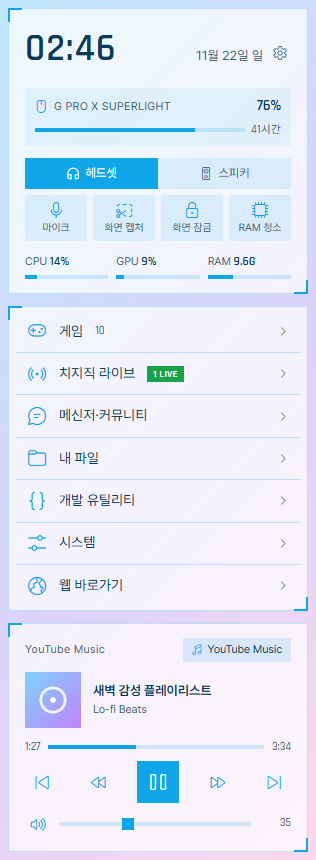 02:46
11월 22일 일
G PRO X SUPERLIGHT 76%
41시간
헤드셋 스피커
마이크 화면 캡처 화면 잠금 RAM 청소
CPU 14% GPU 9% RAM 9.6G
게임 10
치지직 라이브 1 LIVE
메신저·커뮤니티
내 파일
개발 유틸리티
시스템
웹 바로가기
YouTube Music YouTube Music
새벽 감성 플레이리스트
Lo-fi Beats
1:27 3:34
35